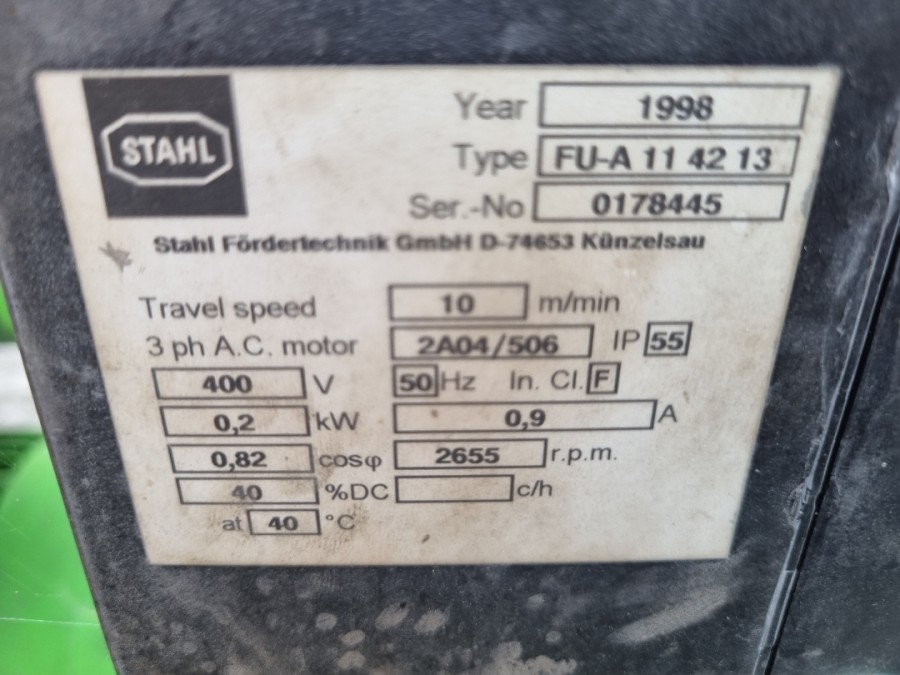 STAHL
Year 1998
Type FU-A 11 42 13
Ser.-No 0178445
Stahl Fördertechnik GmbH D-74653 Künzelsau
Travel speed 10 m/min
3 ph A.C. motor 2A04/506 IP 55
400 V 50 Hz In. Cl. F
0,2 kW 0,9 A
0,82 cosφ 2655 r.p.m.
40 %DC c/h
at 40 °C